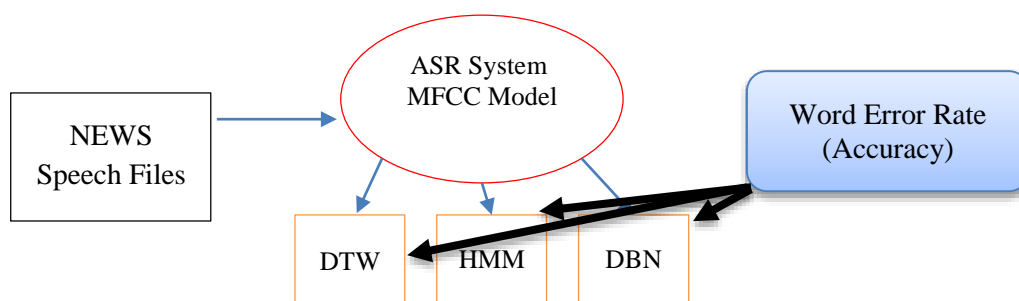 NEWS
Speech Files
ASR System
MFCC Model
Word Error Rate
(Accuracy)
DTW
HMM
DBN